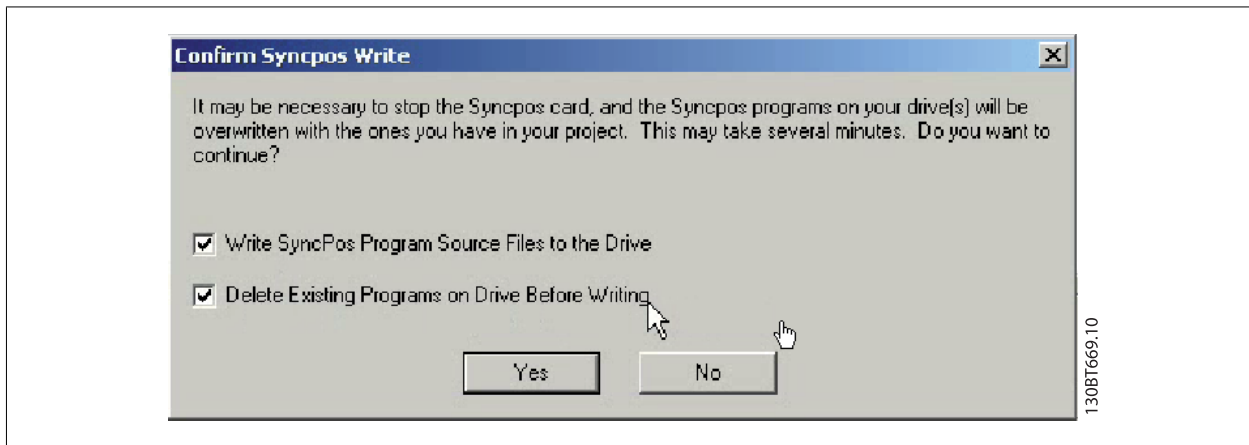 Confirm Syncpos Write
It may be necessary to stop the Syncpos card, and the Syncpos programs on your drive(s) will be
overwritten with the ones you have in your project. This may take several minutes. Do you want to
continue?
Write SyncPos Program Source Files to the Drive
Delete Existing Programs on Drive Before Writing
Yes
No
130BT669.10